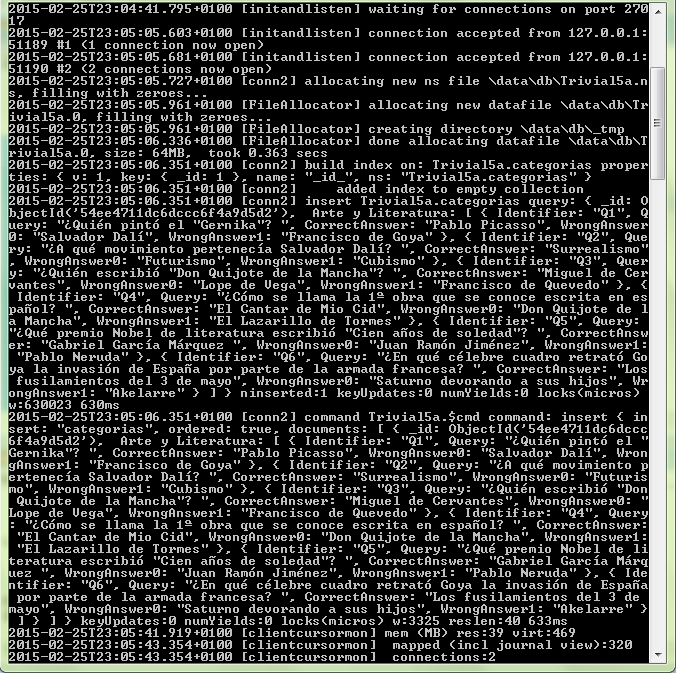 2015-02-25T23:04:41.795+0100 [initandlisten] waiting for connections on port 270
17
2015-02-25T23:05:05.603+0100 [initandlisten] connection accepted from 127.0.0.1:
51189 #1 (1 connection now open)
2015-02-25T23:05:05.681+0100 [initandlisten] connection accepted from 127.0.0.1:
51190 #2 (2 connections now open)
2015-02-25T23:05:05.727+0100 [conn2] allocating new ns file \data\db\Trivial5a.n
s, filling with zeroes...
2015-02-25T23:05:05.961+0100 [FileAllocator] allocating new datafile \data\db\Tr
ivial5a.0, filling with zeroes...
2015-02-25T23:05:05.961+0100 [FileAllocator] creating directory \data\db\_tmp
2015-02-25T23:05:06.336+0100 [FileAllocator] done allocating datafile \data\db\T
rivial5a.0, size: 64MB,  took 0.363 secs
2015-02-25T23:05:06.351+0100 [conn2] build index on: Trivial5a.categorias proper
ties: { v: 1, key: { _id: 1 }, name: "_id_", ns: "Trivial5a.categorias" }
2015-02-25T23:05:06.351+0100 [conn2]     added index to empty collection
2015-02-25T23:05:06.351+0100 [conn2] insert Trivial5a.categorias query: { _id: O
bjectId('54ee4711dc6dccc6f4a9d5d2'),  Arte y Literatura: [ { Identifier: "Q1", Q
uery: "¿Quién pintó el "Gernika"? ", CorrectAnswer: "Pablo Picasso", WrongAnswer
0: "Salvador Dalí", WrongAnswer1: "Francisco de Goya" }, { Identifier: "Q2", Que
ry: "¿A qué movimiento pertenecía Salvador Dalí? ", CorrectAnswer: "Surrealismo"
, WrongAnswer0: "Futurismo", WrongAnswer1: "Cubismo" }, { Identifier: "Q3", Quer
y: "¿Quién escribió "Don Quijote de la Mancha"? ", CorrectAnswer: "Miguel de Cer
vantes", WrongAnswer0: "Lope de Vega", WrongAnswer1: "Francisco de Quevedo" }, {
 Identifier: "Q4", Query: "¿Cómo se llama la 1ª obra que se conoce escrita en es
pañol? ", CorrectAnswer: "El Cantar de Mio Cid", WrongAnswer0: "Don Quijote de l
a Mancha", WrongAnswer1: "El Lazarillo de Tormes" }, { Identifier: "Q5", Query:
"¿Qué premio Nobel de literatura escribió "Cien años de soledad"? ", CorrectAnsw
er: "Gabriel García Márquez ", WrongAnswer0: "Juan Ramón Jiménez", WrongAnswer1:
 "Pablo Neruda" }, { Identifier: "Q6", Query: "¿En qué célebre cuadro retrató Go
ya la invasión de España por parte de la armada francesa? ", CorrectAnswer: "Los
 fusilamientos del 3 de mayo", WrongAnswer0: "Saturno devorando a sus hijos", Wr
ongAnswer1: "Akelarre" } ] } ninserted:1 keyUpdates:0 numYields:0 locks(micros)
w:630023 630ms
2015-02-25T23:05:06.351+0100 [conn2] command Trivial5a.$cmd command: insert { in
sert: "categorias", ordered: true, documents: [ { _id: ObjectId('54ee4711dc6dccc
6f4a9d5d2'),  Arte y Literatura: [ { Identifier: "Q1", Query: "¿Quién pintó el "
Gernika"? ", CorrectAnswer: "Pablo Picasso", WrongAnswer0: "Salvador Dalí", Wron
gAnswer1: "Francisco de Goya" }, { Identifier: "Q2", Query: "¿A qué movimiento p
ertenecía Salvador Dalí? ", CorrectAnswer: "Surrealismo", WrongAnswer0: "Futuris
mo", WrongAnswer1: "Cubismo" }, { Identifier: "Q3", Query: "¿Quién escribió "Don
 Quijote de la Mancha"? ", CorrectAnswer: "Miguel de Cervantes", WrongAnswer0: "
Lope de Vega", WrongAnswer1: "Francisco de Quevedo" }, { Identifier: "Q4", Query
: "¿Cómo se llama la 1ª obra que se conoce escrita en español? ", CorrectAnswer:
 "El Cantar de Mio Cid", WrongAnswer0: "Don Quijote de la Mancha", WrongAnswer1:
 "El Lazarillo de Tormes" }, { Identifier: "Q5", Query: "¿Qué premio Nobel de li
teratura escribió "Cien años de soledad"? ", CorrectAnswer: "Gabriel García Márq
uez ", WrongAnswer0: "Juan Ramón Jiménez", WrongAnswer1: "Pablo Neruda" }, { Ide
ntifier: "Q6", Query: "¿En qué célebre cuadro retrató Goya la invasión de España
 por parte de la armada francesa? ", CorrectAnswer: "Los fusilamientos del 3 de
mayo", WrongAnswer0: "Saturno devorando a sus hijos", WrongAnswer1: "Akelarre" }
 ] } ] } keyUpdates:0 numYields:0 locks(micros) w:3325 reslen:40 633ms
2015-02-25T23:05:41.919+0100 [clientcursormon] mem (MB) res:39 virt:469
2015-02-25T23:05:43.354+0100 [clientcursormon]  mapped (incl journal view):320
2015-02-25T23:05:43.354+0100 [clientcursormon]  connections:2